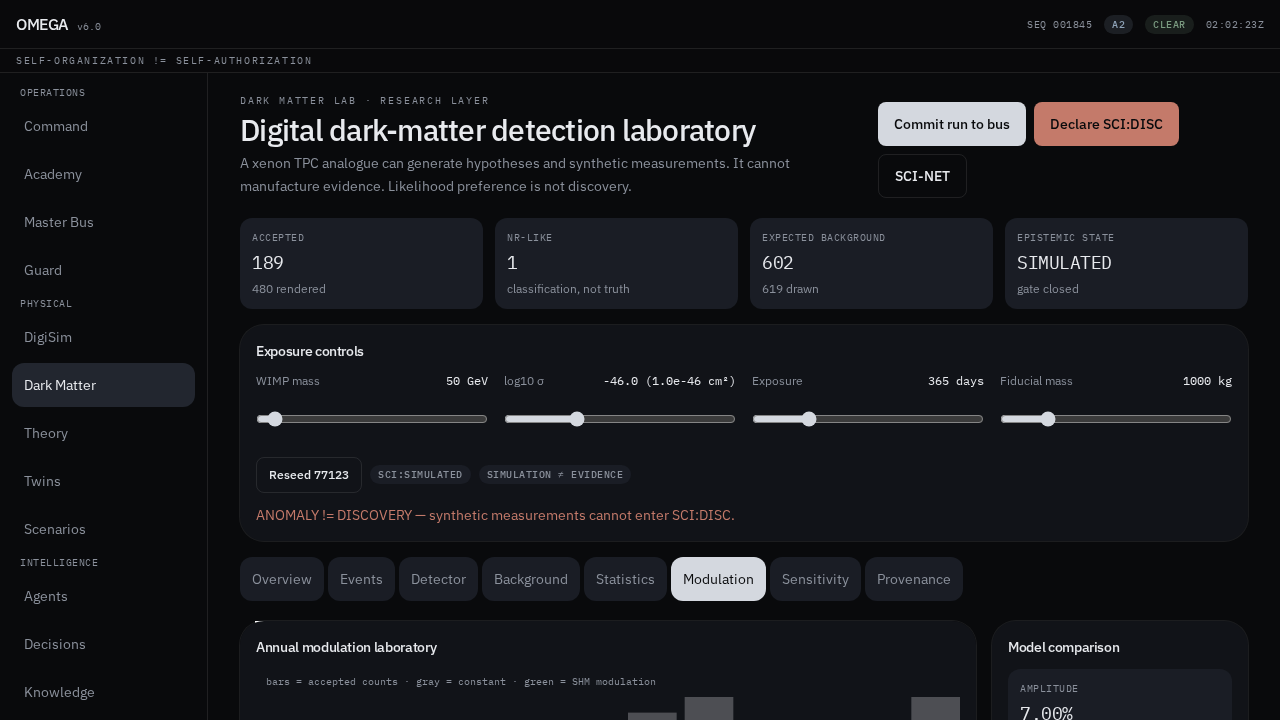 OMEGA v6.0
SEQ 001845 A2 CLEAR 02:02:23Z
SELF-ORGANIZATION != SELF-AUTHORIZATION
OPERATIONS
Command
Academy
Master Bus
Guard
PHYSICAL
DigiSim
Dark Matter
Theory
Twins
Scenarios
INTELLIGENCE
Agents
Decisions
Knowledge
DARK MATTER LAB · RESEARCH LAYER
Digital dark-matter detection laboratory
A xenon TPC analogue can generate hypotheses and synthetic measurements. It cannot
manufacture evidence. Likelihood preference is not discovery.
Commit run to bus Declare SCI:DISC
SCI-NET
ACCEPTED
189
480 rendered
NR-LIKE
1
classification, not truth
EXPECTED BACKGROUND
602
619 drawn
EPISTEMIC STATE
SIMULATED
gate closed
Exposure controls
WIMP mass 50 GeV
log10 σ -46.0 (1.0e-46 cm²)
Exposure 365 days
Fiducial mass 1000 kg
Reseed 77123 SCI:SIMULATED SIMULATION ≠ EVIDENCE
ANOMALY != DISCOVERY — synthetic measurements cannot enter SCI:DISC.
Overview Events Detector Background Statistics Modulation Sensitivity Provenance
Annual modulation laboratory
bars = accepted counts · gray = constant · green = SHM modulation
Model comparison
AMPLITUDE
7.00%